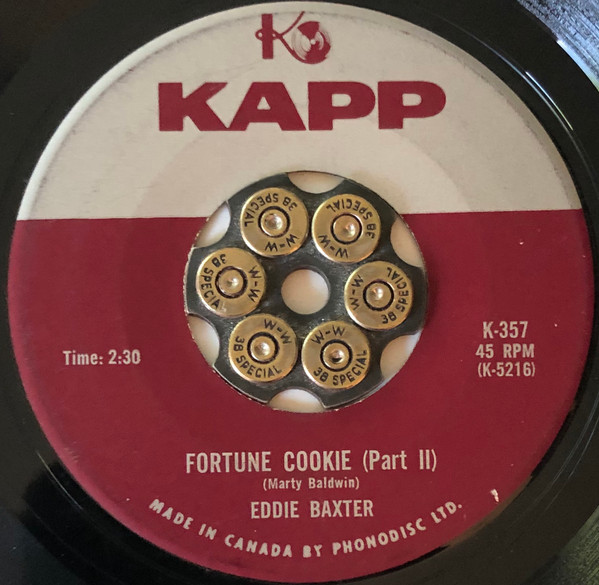 K
KAPP
38 SPECIAL
W-W
38 SPECIAL
W-W
38 SPECIAL
W-W
38 SPECIAL
W-W
38 SPECIAL
W-W
38 SPECIAL
W-W
Time: 2:30
K-357
45 RPM
(K-5216)
FORTUNE COOKIE (Part II)
(Marty Baldwin)
EDDIE BAXTER
MADE IN CANADA BY PHONODISC LTD.